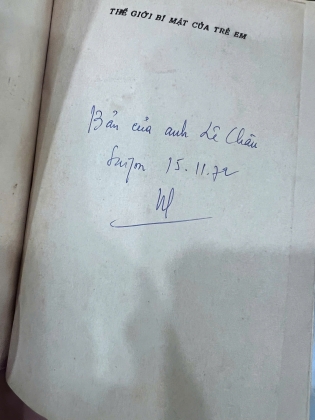 THẾ GIỚI BÍ MẬT CỦA TRẺ EM
Bản của anh Lê Châu
Saigon 15.11.72